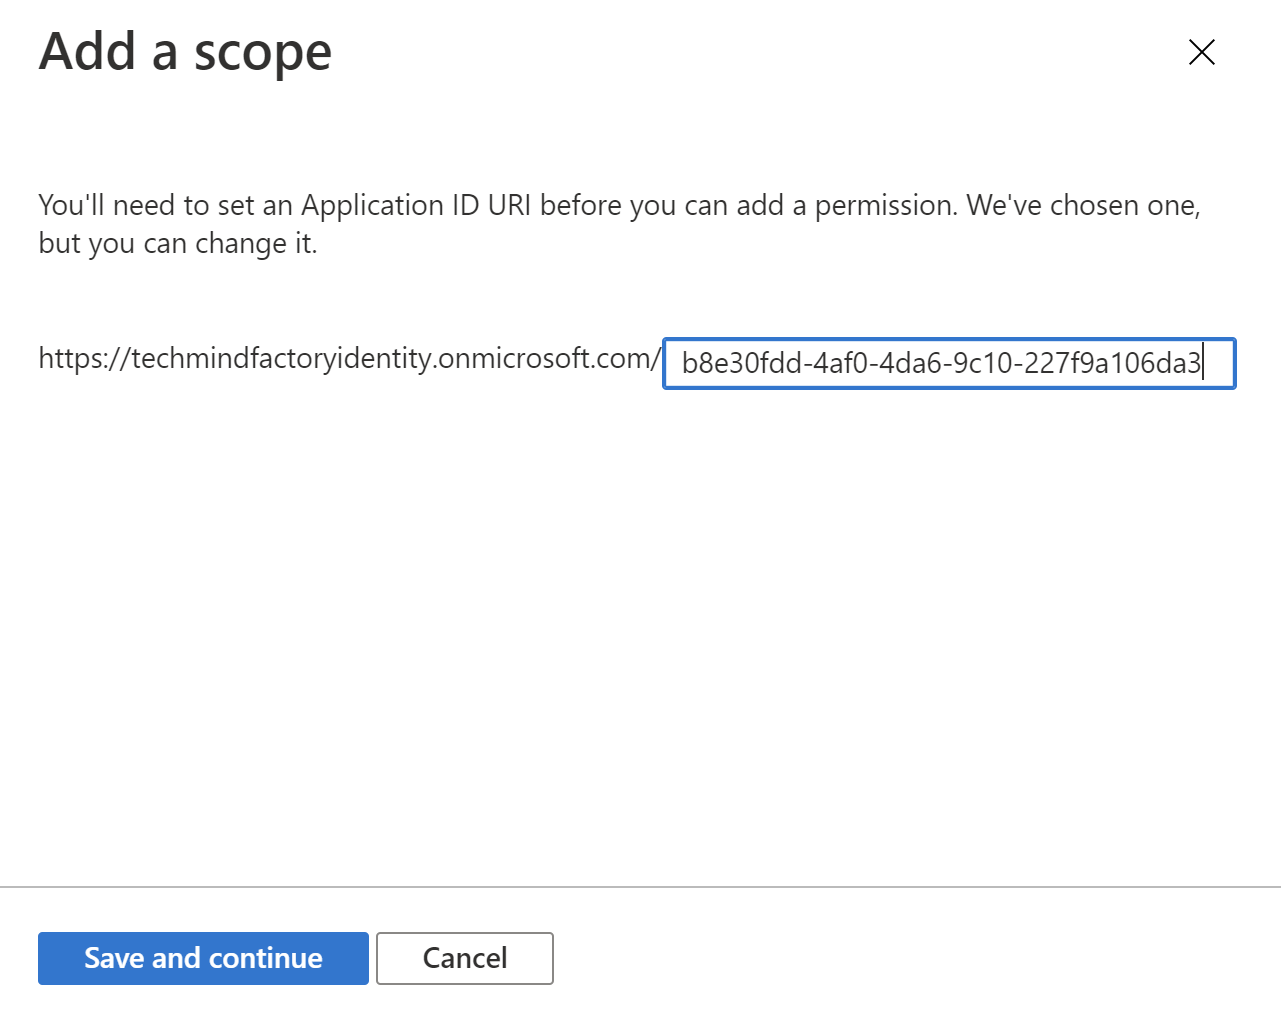 Add a scope
You'll need to set an Application ID URI before you can add a permission. We've chosen one,
but you can change it.
https://techmindfactoryidentity.onmicrosoft.com/ b8e30fdd-4af0-4da6-9c10-227f9a106da3
Save and continue Cancel